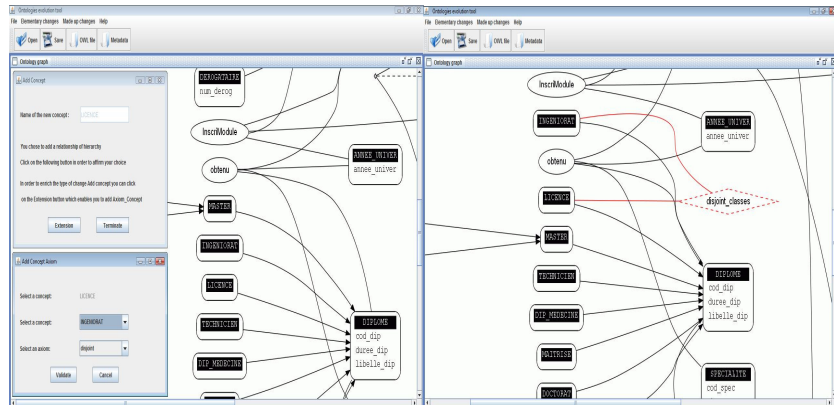 Ontologies evolution tool
File Elementary changes Made up changes Help
Open Save OWL file Metadata
Ontology graph
Add Concept
Name of the new concept : LICENCE
You chose to add a relationship of hierarchy
Click on the following button in order to affirm your choice
In order to enrich the type of change Add concept you can click
on the Extension button which enables you to add Axiom_Concept
Extension Terminate
Add Concept Axiom
Select a concept: LICENCE
Select a concept: INGENIORAT
Select an axiom: disjoint
Validate Cancel
DEROGATAIRE
num_derog
InscriModule
ANNEE_UNIVER
annee_univer
obtenu
MASTER
INGENIORAT
LICENCE
TECHNICIEN
DIP_MEDECINE
DIPLOME
cod_dip
duree_dip
libelle_dip
Ontologies evolution tool
File Elementary changes Made up changes Help
Open Save OWL file Metadata
Ontology graph
InscriModule
INGENIORAT
ANNEE_UNIVER
annee_univer
obtenu
LICENCE
disjoint_classes
MASTER
TECHNICIEN
DIPLOME
cod_dip
duree_dip
libelle_dip
DIP_MEDECINE
MAITRISE
SPECIALITE
cod_spec
DOCTORAT